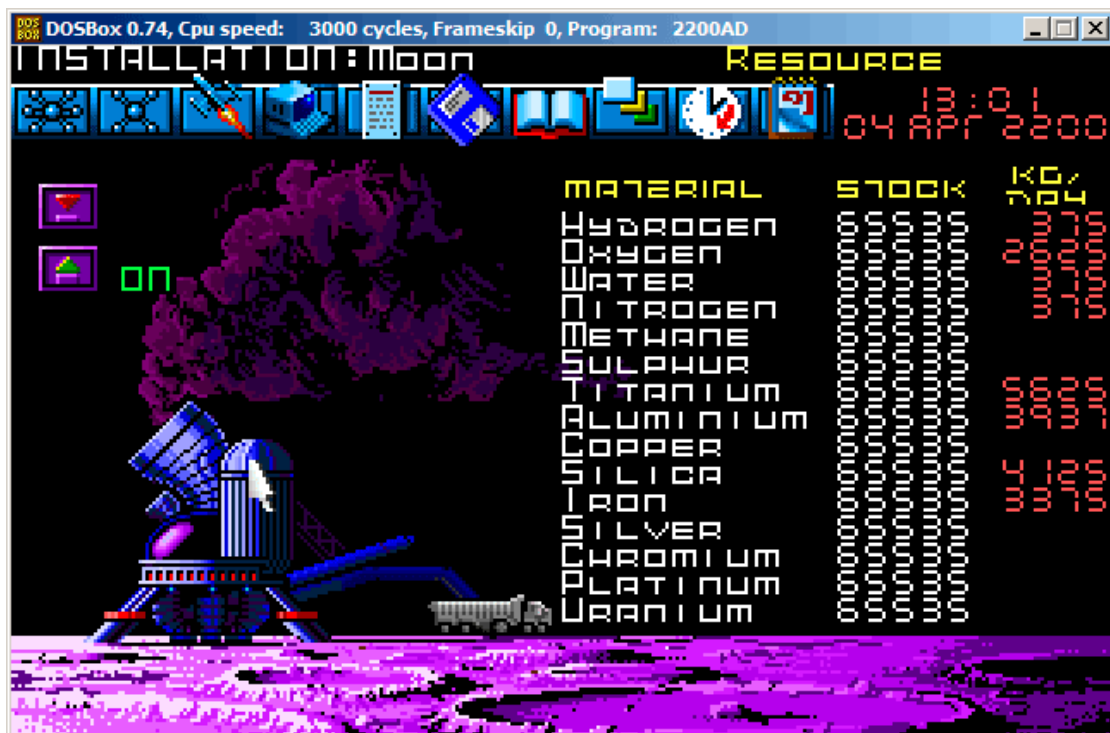 DOS BOX DOSBox 0.74, Cpu speed: 3000 cycles, Frameskip 0, Program: 2200AD
INSTALLATION:Moon Resource
13:01
04 APr 2200
MATERIAL STOCK KG/DAY
Hydrogen 65535 375
Oxygen 65535 2625
Water 65535 375
Nitrogen 65535 375
Methane 65535
Sulphur 65535
Titanium 65535 5625
Aluminium 65535 3937
Copper 65535
Silica 65535 4125
Iron 65535 3375
Silver 65535
Chromium 65535
Platinum 65535
Uranium 65535
on